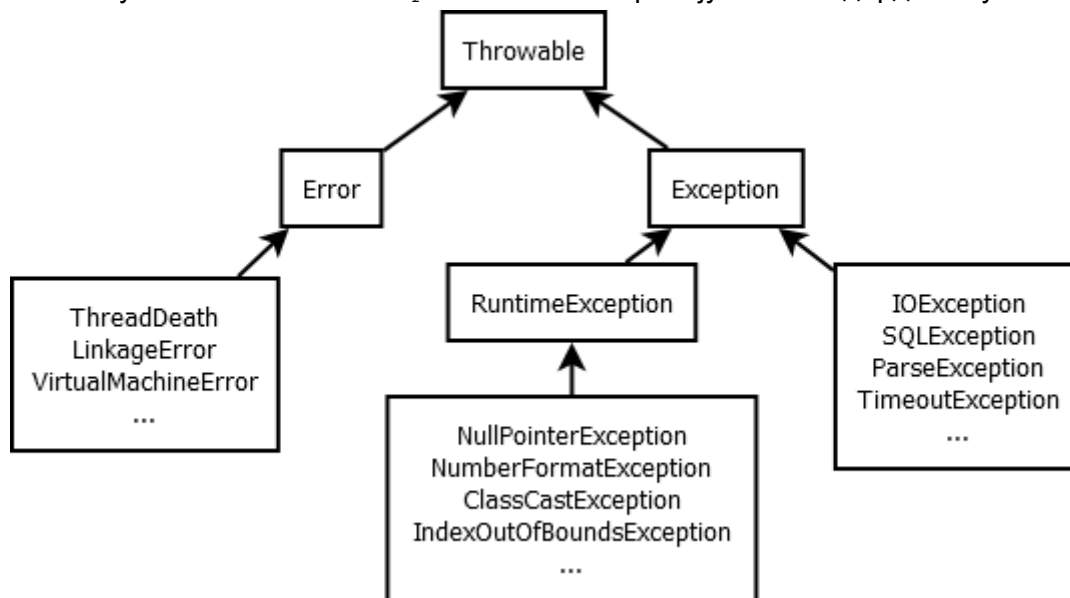 Throwable
Error
Exception
ThreadDeath
LinkageError
VirtualMachineError
...
RuntimeException
IOException
SQLException
ParseException
TimeoutException
...
NullPointerException
NumberFormatException
ClassCastException
IndexOutOfBoundsException
...